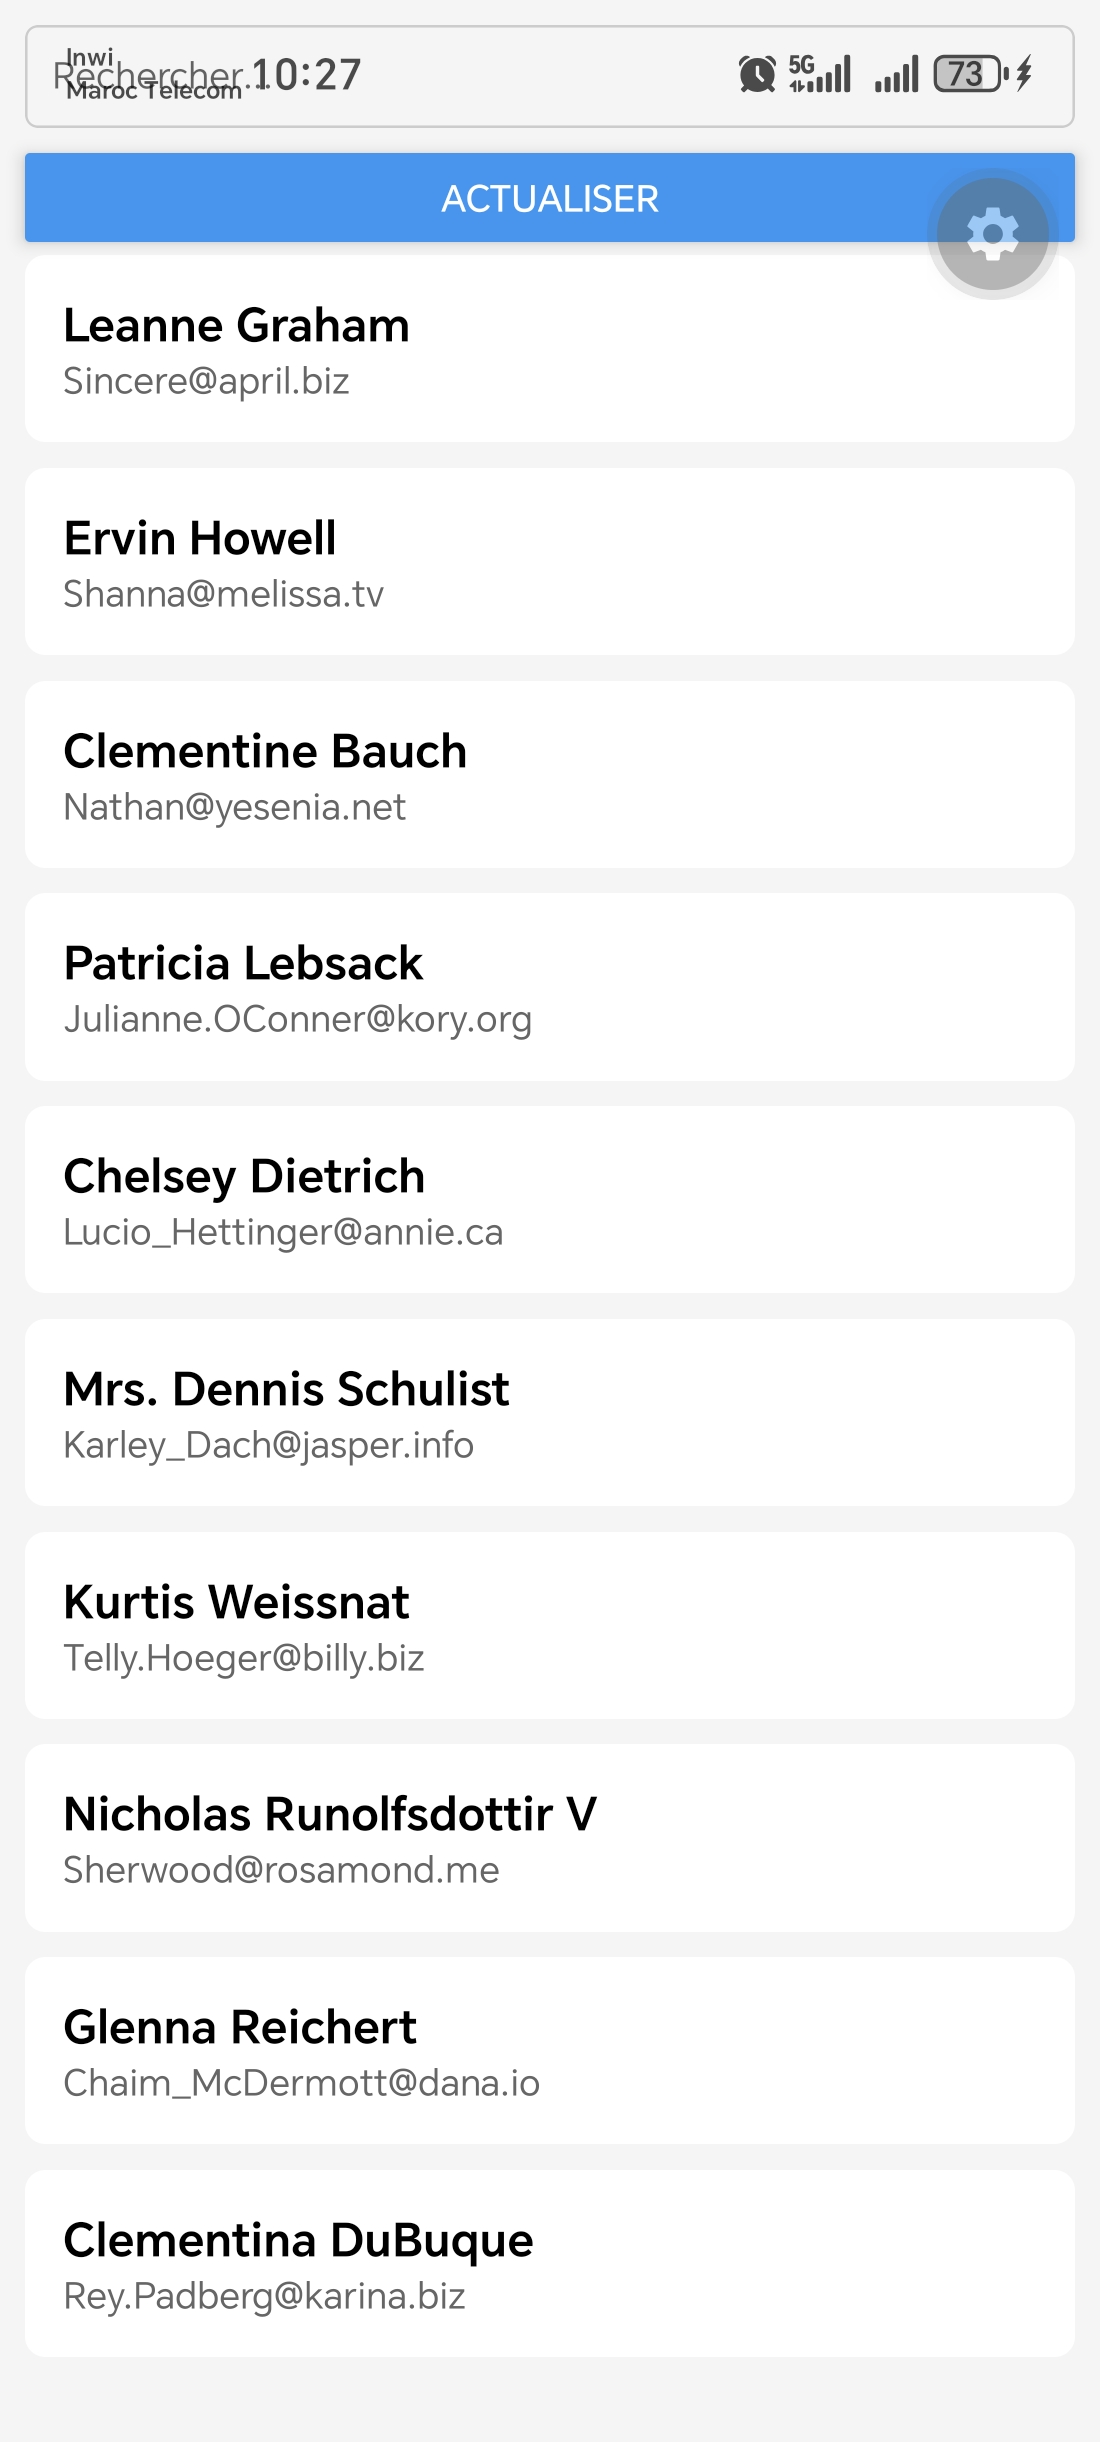 Inwi
Rechercher...
Maroc Telecom
10:27
5G
73
ACTUALISER
Leanne Graham
Sincere@april.biz
Ervin Howell
Shanna@melissa.tv
Clementine Bauch
Nathan@yesenia.net
Patricia Lebsack
Julianne.OConner@kory.org
Chelsey Dietrich
Lucio_Hettinger@annie.ca
Mrs. Dennis Schulist
Karley_Dach@jasper.info
Kurtis Weissnat
Telly.Hoeger@billy.biz
Nicholas Runolfsdottir V
Sherwood@rosamond.me
Glenna Reichert
Chaim_McDermott@dana.io
Clementina DuBuque
Rey.Padberg@karina.biz